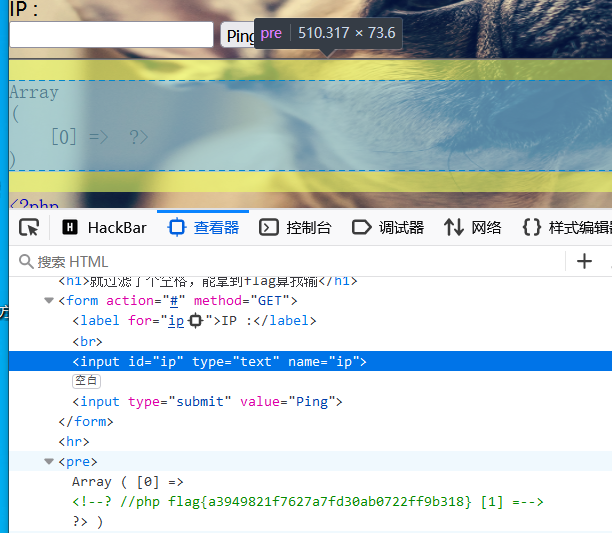 IP :
Ping
pre 510.317 × 73.6
Array
(
[0] => ?>
)
<?php
HackBar
查看器
控制台
调试器
网络
样式编辑
搜索 HTML
<h1>就过滤了个空格，能拿到flag算我输</h1>
<form action="#" method="GET">
<label for="ip">IP :</label>
<br>
<input id="ip" type="text" name="ip">
空白
<input type="submit" value="Ping">
</form>
<hr>
<pre>
Array ( [0] =>
<!--? //php flag{a3949821f7627a7fd30ab0722ff9b318} [1] =-->
?> )